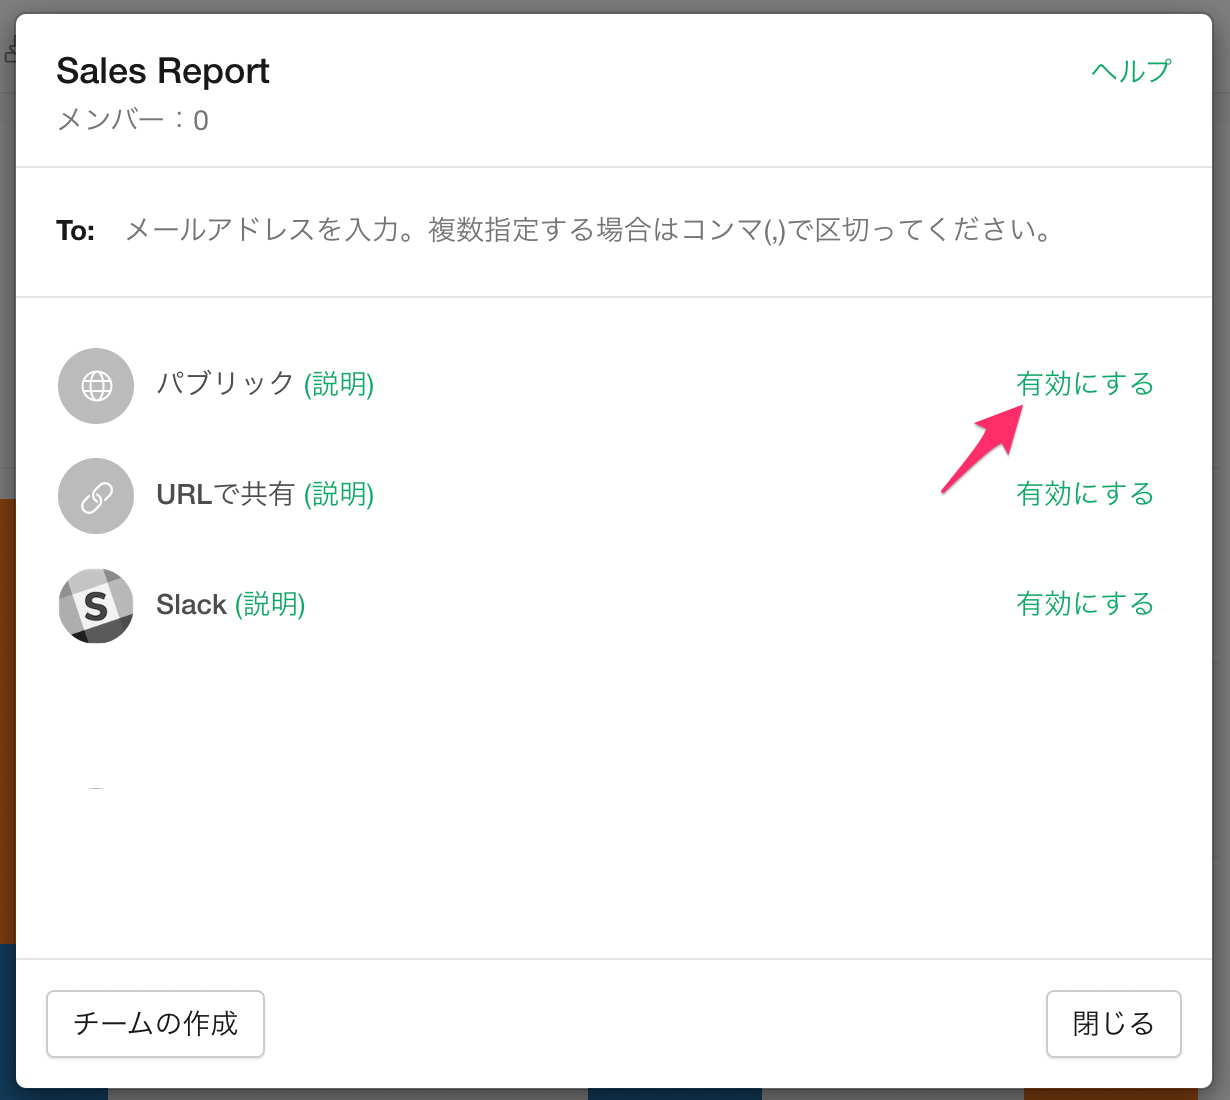 Sales Report
ヘルプ
メンバー：0
To: メールアドレスを入力。複数指定する場合はコンマ(,)で区切ってください。
パブリック (説明)
有効にする
URLで共有 (説明)
有効にする
S
Slack (説明)
有効にする
チームの作成
閉じる